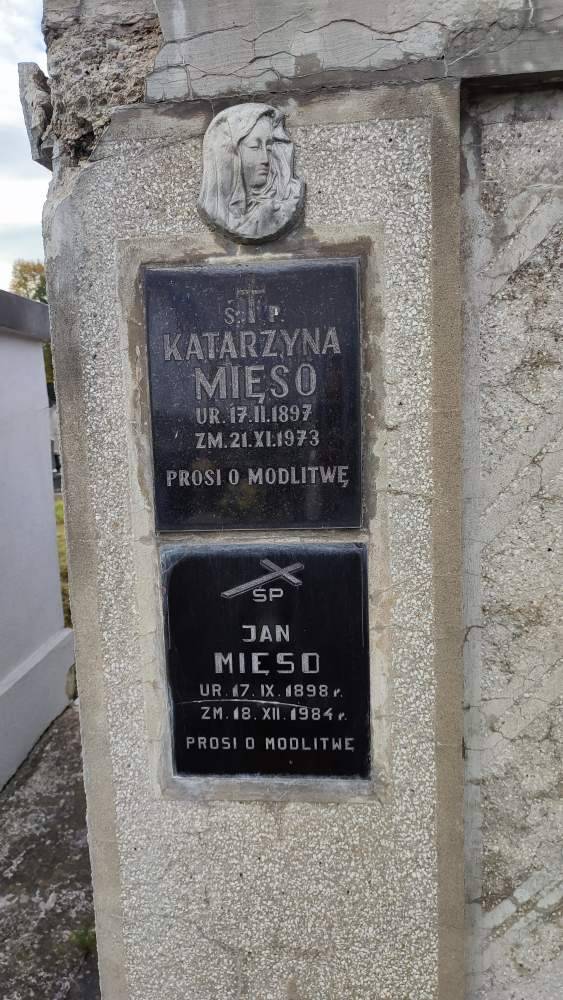 Ś. P.
KATARZYNA
MIĘSO
UR. 17.II.1897
ZM. 21.XI.1973
PROSI O MODLITWĘ
ŚP
JAN
MIĘSO
UR. 17. IX. 1898 r.
ZM. 18. XII. 1984 r.
PROSI O MODLITWĘ